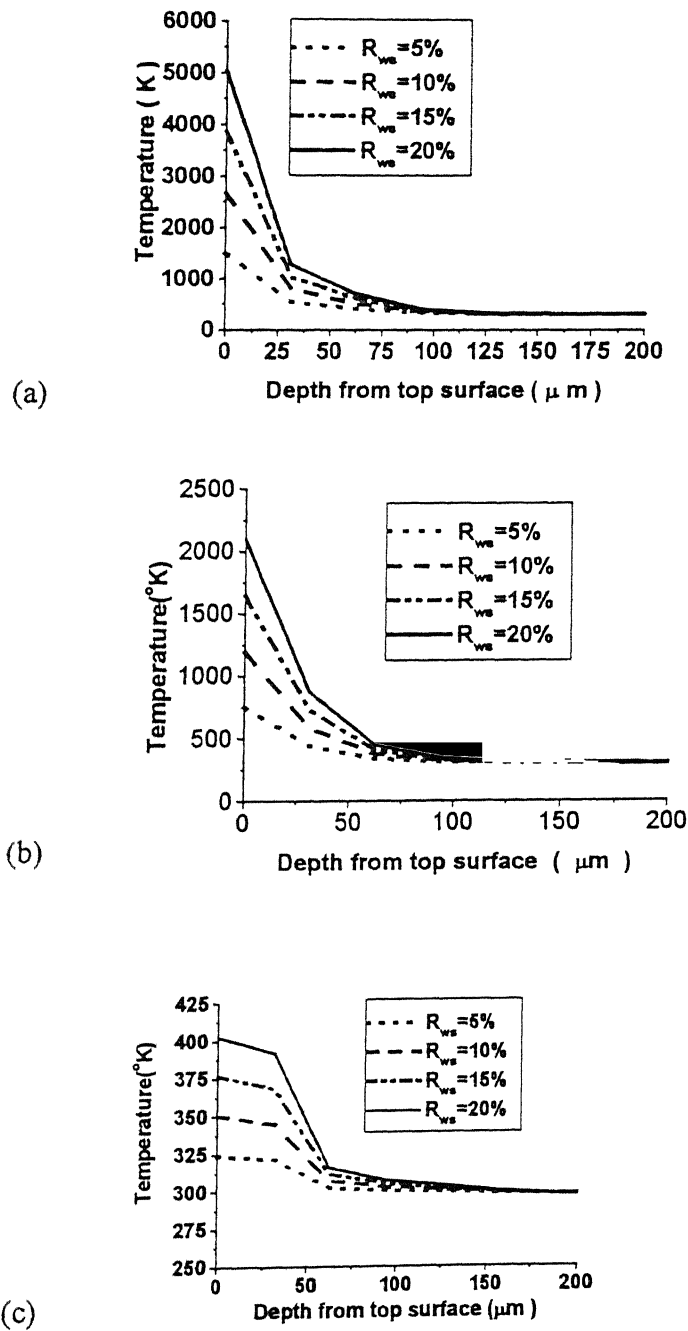 6000
5000
4000
3000
2000
1000
0
Temperature ( K )
R_ws=5%
R_ws=10%
R_ws=15%
R_ws=20%
0 25 50 75 100 125 150 175 200
Depth from top surface ( μ m )
(a)
2500
2000
1500
1000
500
0
Temperature(°K)
R_ws=5%
R_ws=10%
R_ws=15%
R_ws=20%
0 50 100 150 200
Depth from top surface ( μm )
(b)
425
400
375
350
325
300
275
250
Temperature(°K)
R_ws=5%
R_ws=10%
R_ws=15%
R_ws=20%
0 50 100 150 200
Depth from top surface (μm)
(c)